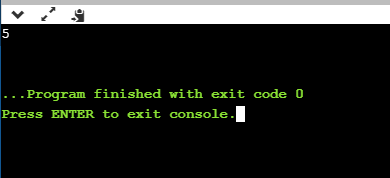 5
...Program finished with exit code 0
Press ENTER to exit console.